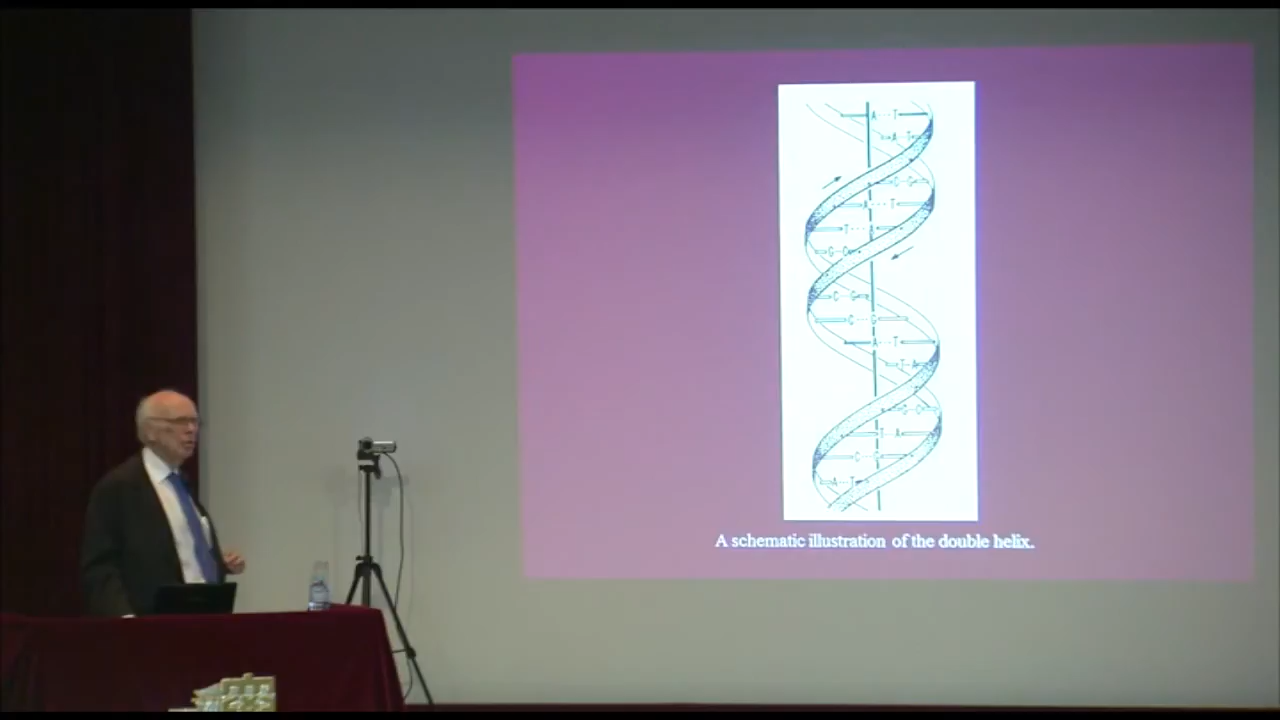 A T
A T
A T
T
G C
C C
C G
A T
T A
T A
A T
A schematic illustration of the double helix.